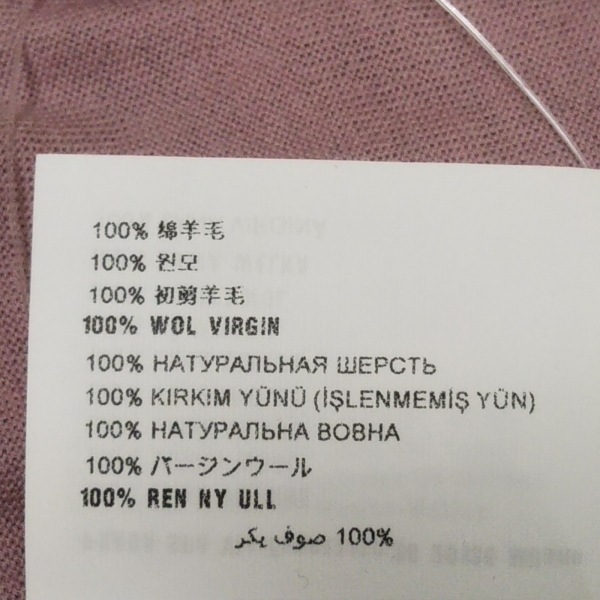 100% 绵羊毛
100% 원모
100% 初剪羊毛
100% WOL VIRGIN
100% НАТУРАЛЬНАЯ ШЕРСТЬ
100% KIRKIM YÜNÜ (İŞLENMEMİŞ YÜN)
100% НАТУРАЛЬНА ВОВНА
100% バージンウール
100% REN NY ULL
100% صوف بكر